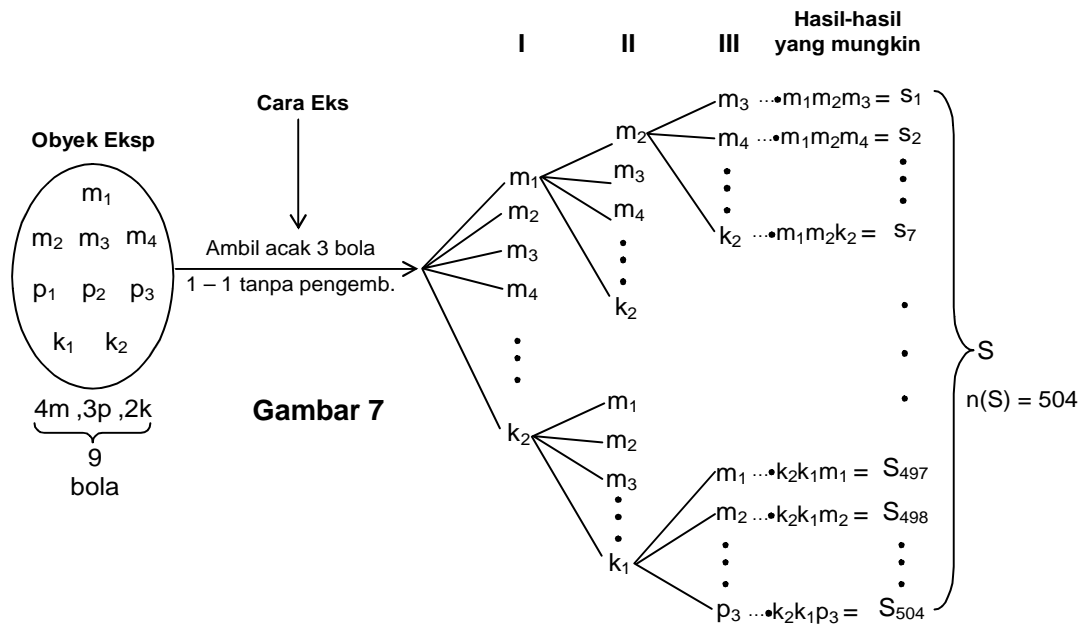 I II III Hasil-hasil
yang mungkin
Cara Eks
Obyek Eksp
m₁
m₂ m₃ m₄
p₁ p₂ p₃
k₁ k₂
4m ,3p ,2k
9
bola
Ambil acak 3 bola
1 – 1 tanpa pengemb.
Gambar 7
m₁
m₂
m₃
m₄
k₂
m₂
m₃
m₄
k₂
m₁
m₂
m₃
k₁
m₃ ...•m₁m₂m₃ = s₁
m₄ ...•m₁m₂m₄ = s₂
k₂ ...•m₁m₂k₂ = s₇
m₁ ...•k₂k₁m₁ = S₄₉₇
m₂ ...•k₂k₁m₂ = S₄₉₈
p₃ ...•k₂k₁p₃ = S₅₀₄
S
n(S) = 504